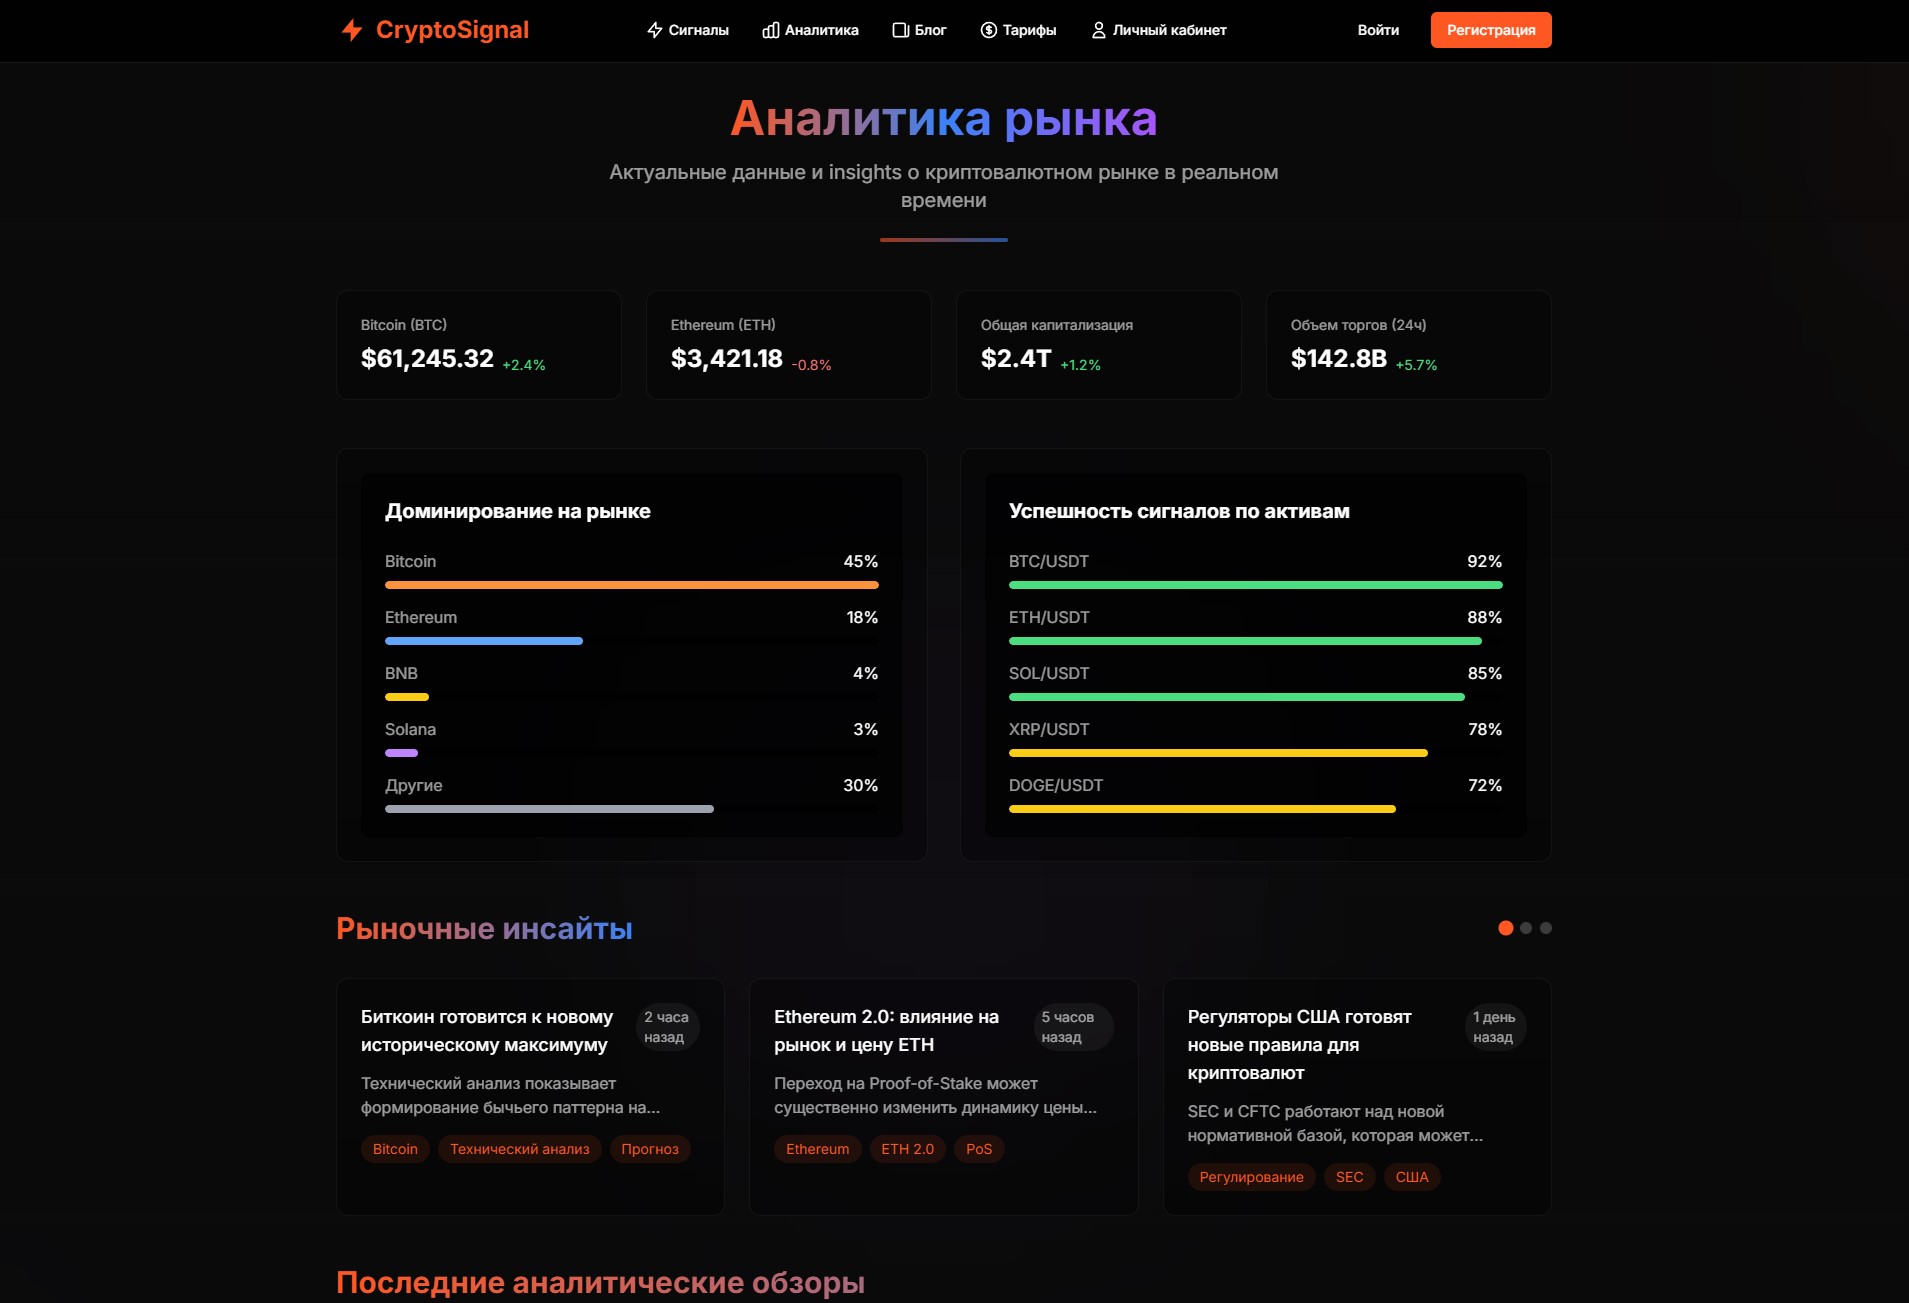 CryptoSignal
Сигналы
Аналитика
Блог
Тарифы
Личный кабинет
Войти
Регистрация
Аналитика рынка
Актуальные данные и insights о криптовалютном рынке в реальном
времени
Bitcoin (BTC)
$61,245.32 +2.4%
Ethereum (ETH)
$3,421.18 -0.8%
Общая капитализация
$2.4T +1.2%
Объем торгов (24ч)
$142.8B +5.7%
Доминирование на рынке
Bitcoin 45%
Ethereum 18%
BNB 4%
Solana 3%
Другие 30%
Успешность сигналов по активам
BTC/USDT 92%
ETH/USDT 88%
SOL/USDT 85%
XRP/USDT 78%
DOGE/USDT 72%
Рыночные инсайты
Биткоин готовится к новому
историческому максимуму
2 часа
назад
Технический анализ показывает
формирование бычьего паттерна на...
Bitcoin
Технический анализ
Прогноз
Ethereum 2.0: влияние на
рынок и цену ETH
5 часов
назад
Переход на Proof-of-Stake может
существенно изменить динамику цены...
Ethereum
ETH 2.0
PoS
Регуляторы США готовят
новые правила для
криптовалют
1 день
назад
SEC и CFTC работают над новой
нормативной базой, которая может...
Регулирование
SEC
США
Последние аналитические обзоры